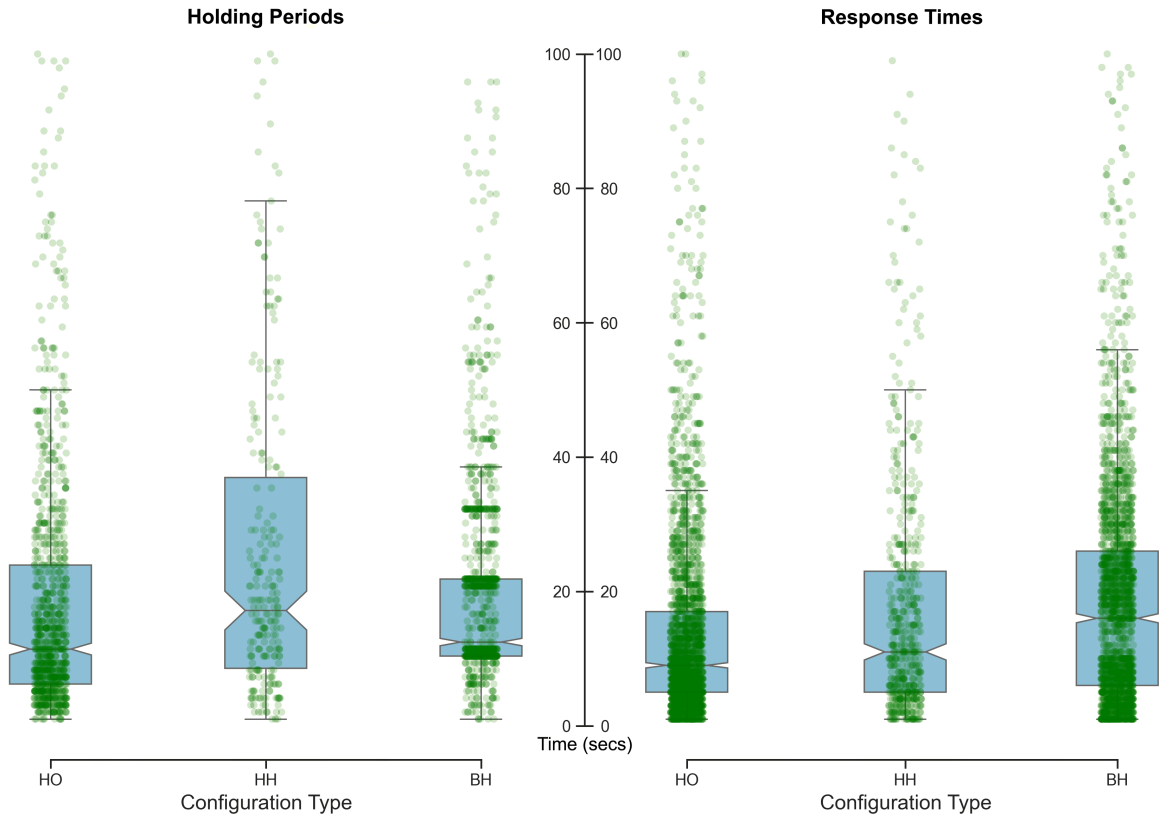 Holding Periods Response Times
100 100
80 80
60 60
40 40
20 20
0 0
Time (secs)
HO HH BH HO HH BH
Configuration Type Configuration Type